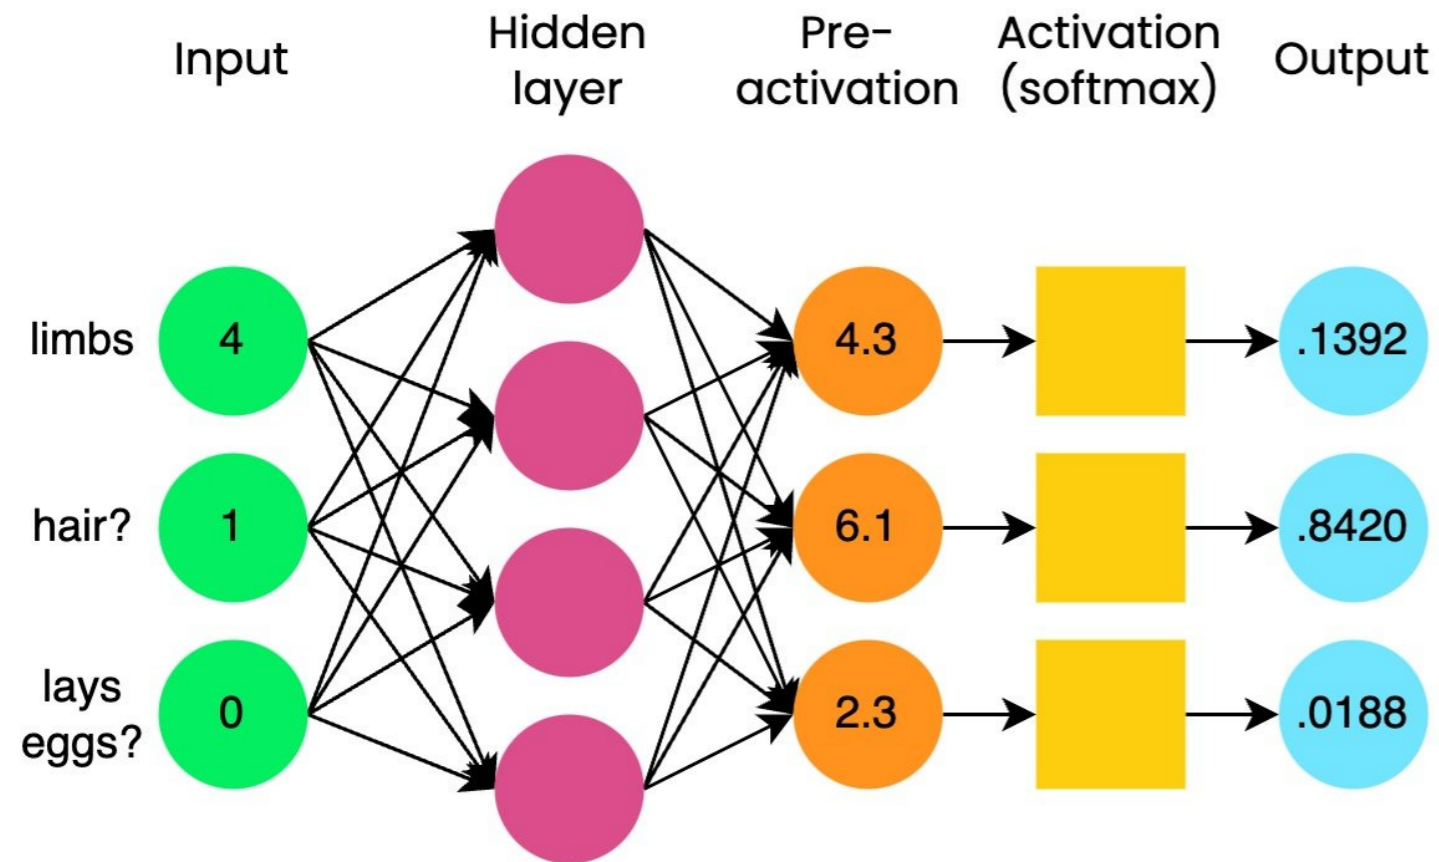 Input
Hidden
layer
Pre-
activation
Activation
(softmax)
Output
limbs
4
4.3
.1392
hair?
1
6.1
.8420
lays
eggs?
0
2.3
.0188